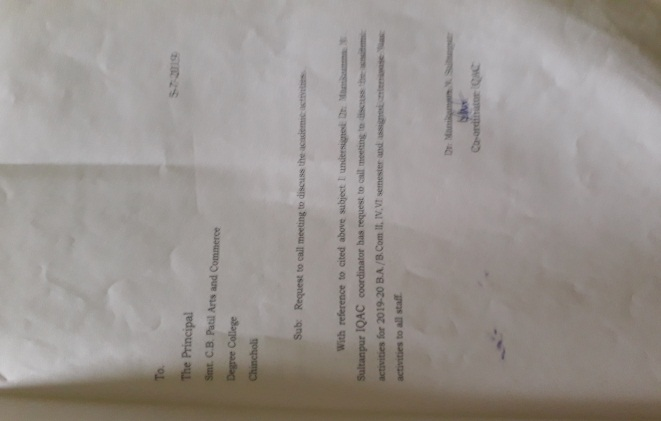 5-7-2019
To,
The Principal
Smt. C.B. Patil Arts and Commerce
Degree College
Chincholi
Sub: Request to call meeting to discuss the academic activities
With reference to cited above subject I undersigned Dr.
Sultanpur IQAC coordinator has request to call meeting to discuss the academic
activities for 2019-20 B.A/B.Com II, IV, VI semester and assigned
activities to all staff.
Dr. Sultanpur
Co-ordinator IQAC